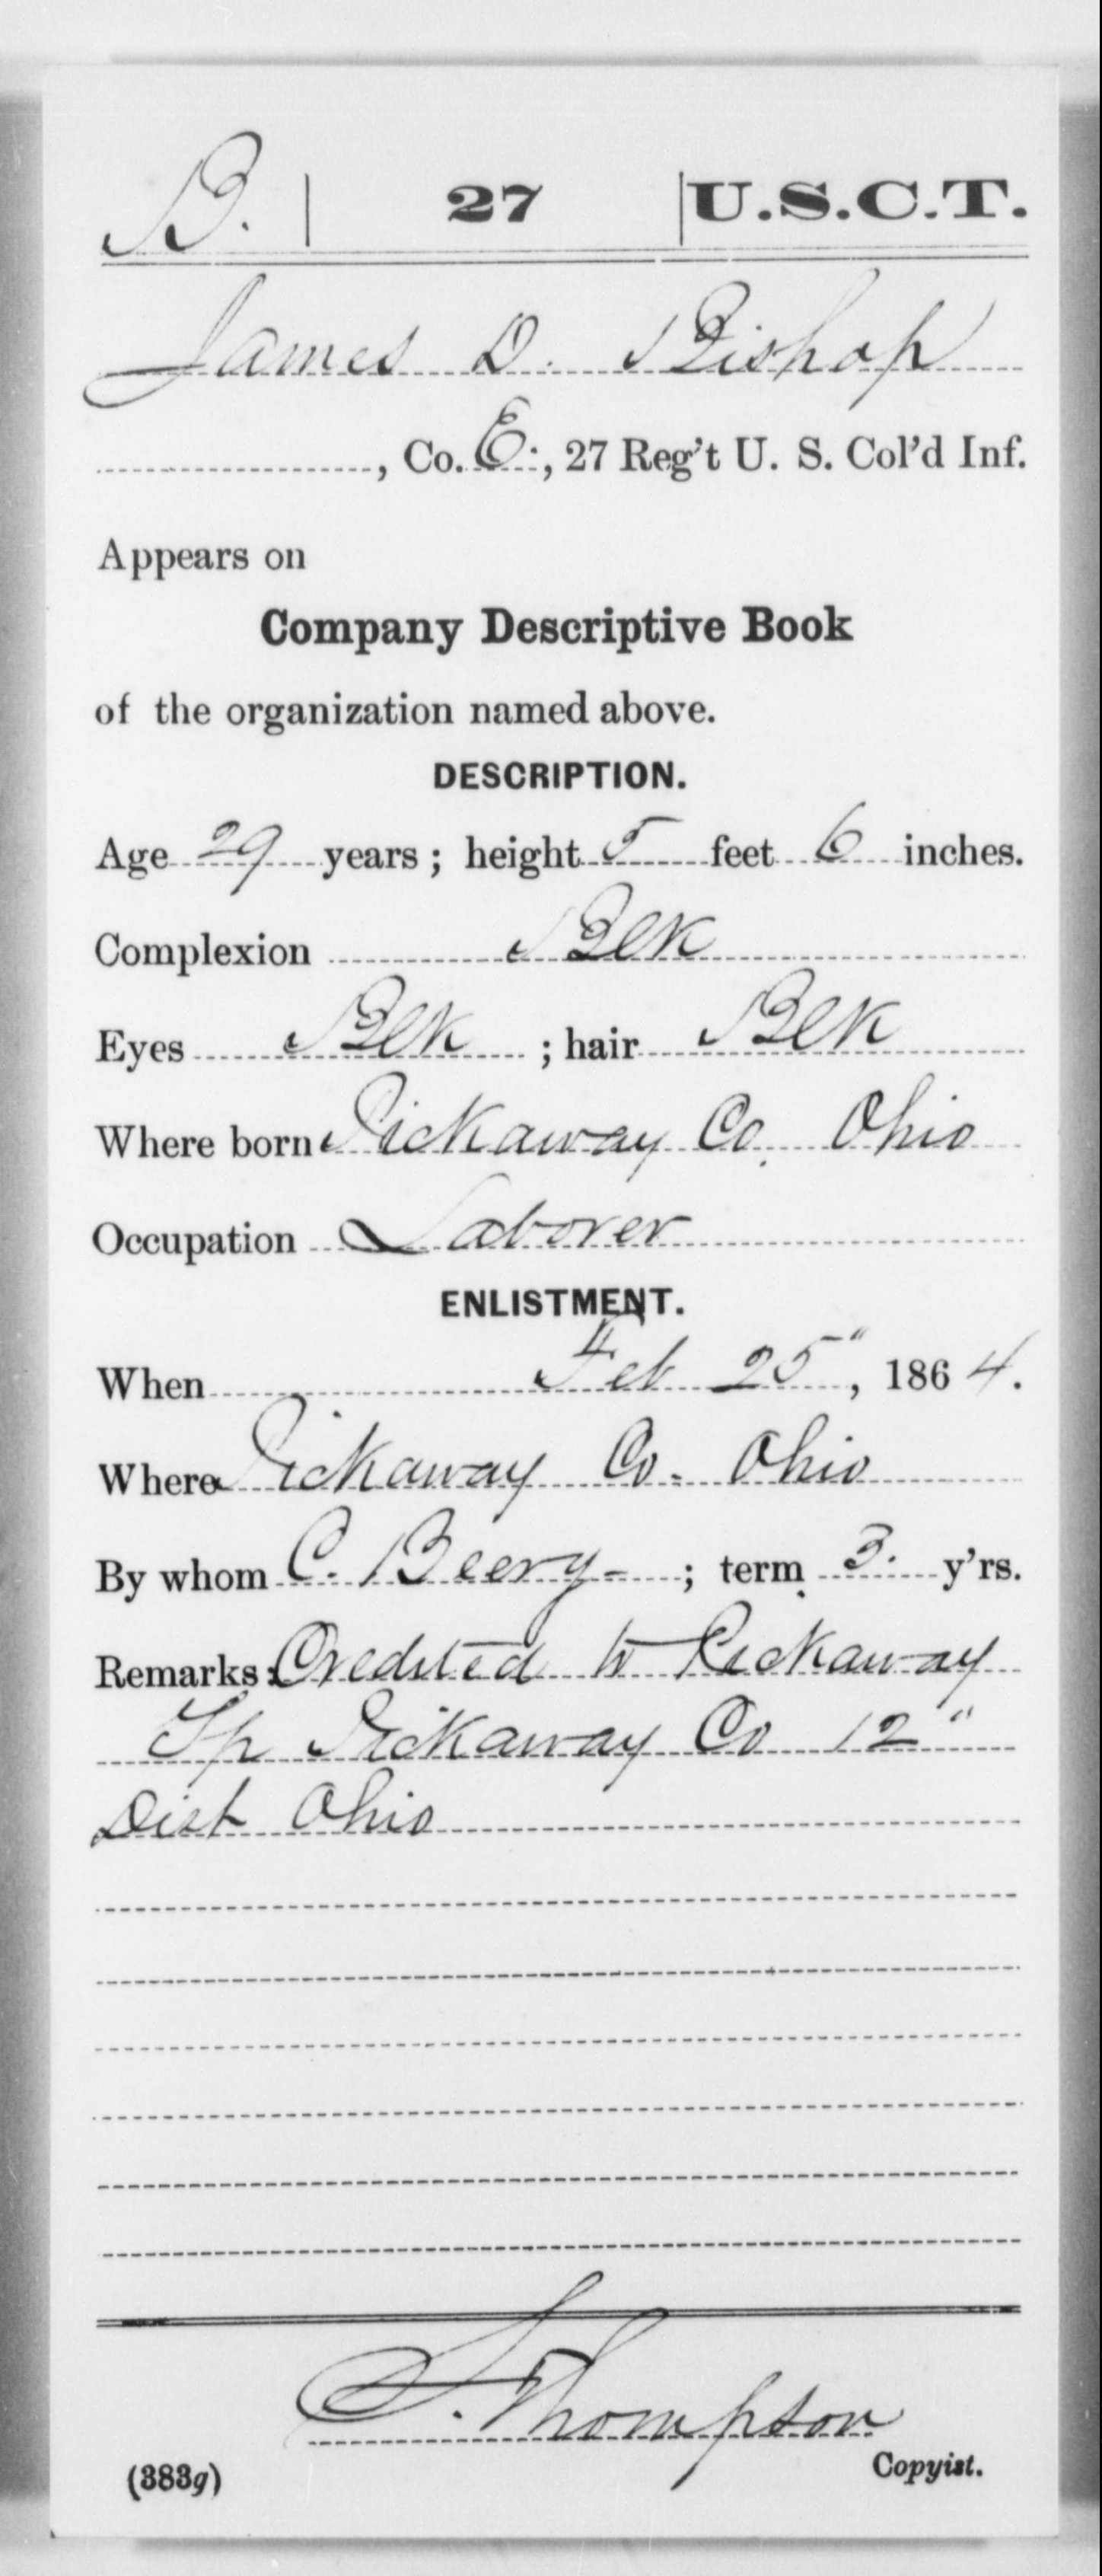 B. | 27 | U.S.C.T.
James D. Bishop
, Co. E., 27 Reg't U. S. Col'd Inf.
Appears on
Company Descriptive Book
of the organization named above.
DESCRIPTION.
Age 29 years; height 5 feet 6 inches.
Complexion Blk
Eyes Blk ; hair Blk
Where born Pickaway Co. Ohio
Occupation Laborer
ENLISTMENT.
When Feb 25", 1864.
Where Pickaway Co. Ohio
By whom C. Beery ; term 3. y'rs.
Remarks: Credited to Pickaway
Tp Pickaway Co 12"
Dist Ohio
S. Thompson
(383g) Copyist.